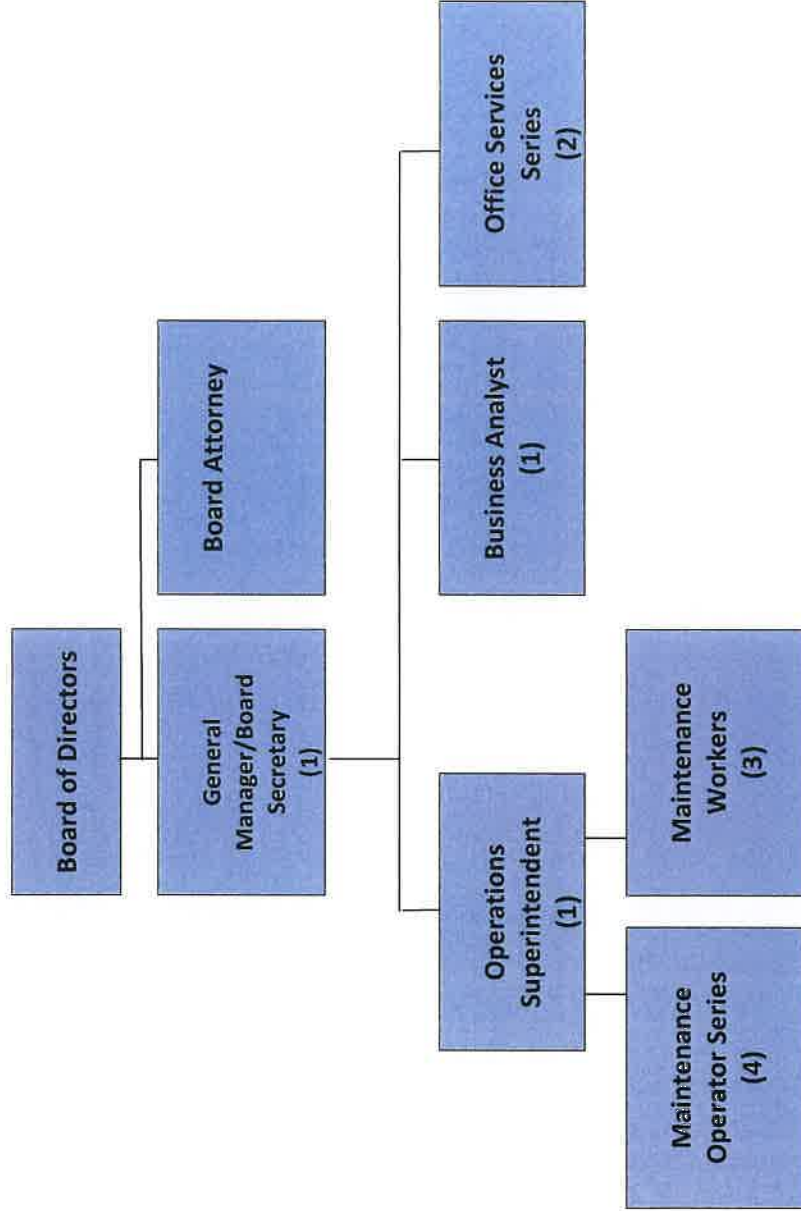 Board of Directors
General
Manager/Board
Secretary
(1)
Board Attorney
Operations
Superintendent
(1)
Business Analyst
(1)
Office Services
Series
(2)
Maintenance
Operator Series
(4)
Maintenance
Workers
(3)